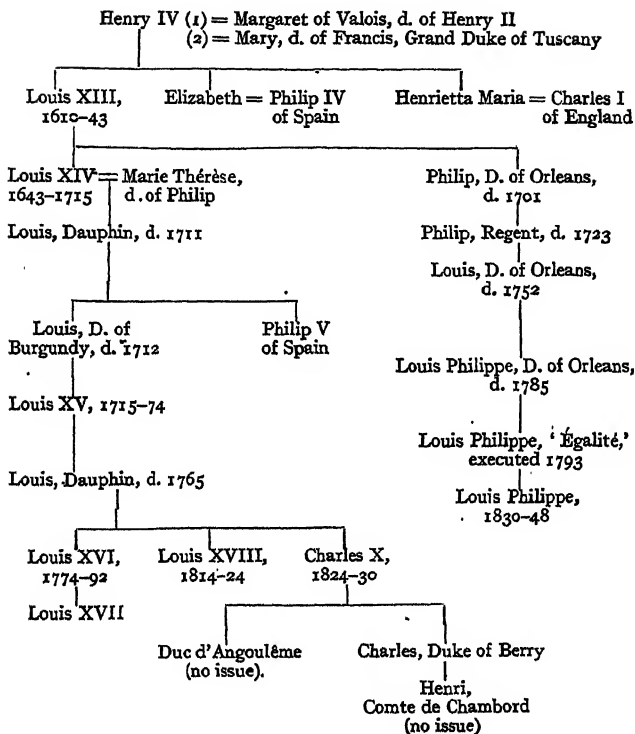 Henry IV (1) = Margaret of Valois, d. of Henry II
(2) = Mary, d. of Francis, Grand Duke of Tuscany
Louis XIII, Elizabeth = Philip IV Henrietta Maria = Charles I
1610–43 of Spain of England
Louis XIV = Marie Thérèse, Philip, D. of Orleans,
1643–1715 d. of Philip d. 1701
Louis, Dauphin, d. 1711 Philip, Regent, d. 1723
Louis, D. of Orleans,
d. 1752
Louis, D. of Philip V
Burgundy, d. 1712 of Spain
Louis Philippe, D. of Orleans,
d. 1785
Louis XV, 1715–74
Louis Philippe, ‘Égalité,’
executed 1793
Louis, Dauphin, d. 1765
Louis Philippe,
1830–48
Louis XVI, Louis XVIII, Charles X,
1774–92 1814–24 1824–30
Louis XVII
Duc d'Angoulême Charles, Duke of Berry
(no issue).
Henri,
Comte de Chambord
(no issue)